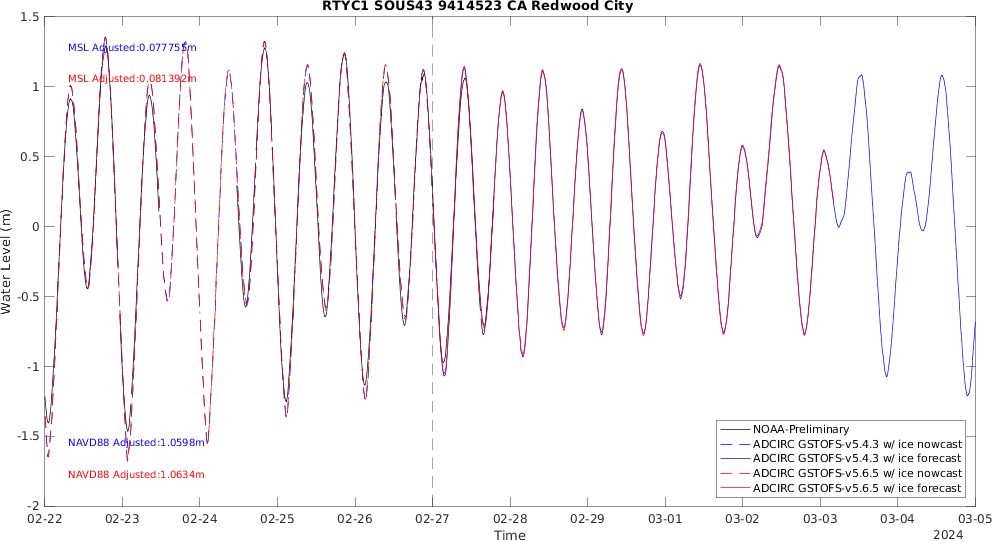 RTYC1 SOUS43 9414523 CA Redwood City
1.5
1
0.5
0
-0.5
-1
-1.5
-2
Water Level (m)
MSL Adjusted:0.077755m
MSL Adjusted:0.081392m
NAVD88 Adjusted:1.0598m
NAVD88 Adjusted:1.0634m
NOAA-Preliminary
ADCIRC GSTOFS-v5.4.3 w/ ice nowcast
ADCIRC GSTOFS-v5.4.3 w/ ice forecast
ADCIRC GSTOFS-v5.6.5 w/ ice nowcast
ADCIRC GSTOFS-v5.6.5 w/ ice forecast
02-22 02-23 02-24 02-25 02-26 02-27 02-28 02-29 03-01 03-02 03-03 03-04 03-05
Time
2024